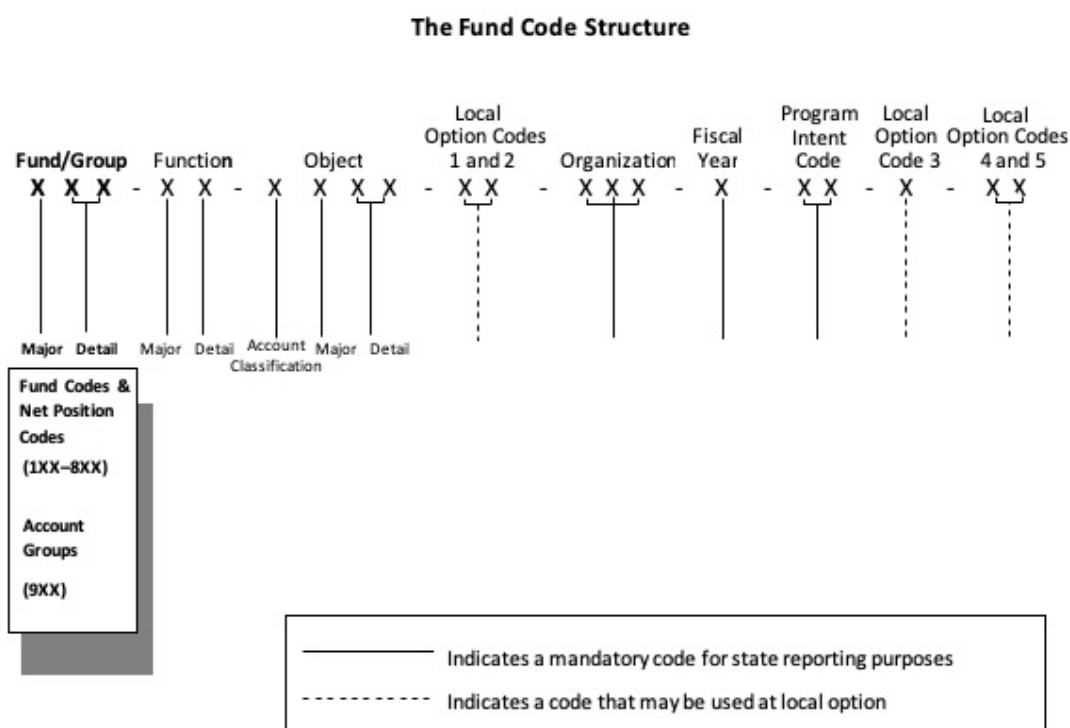 The Fund Code Structure
Local Local Local
Option Codes Program Option Option Codes
1 and 2 Fiscal Intent Code 3 4 and 5
Fund/Group Function Object Organization Year Code
X X X - X X - X X X X - X X - X X X - X - X X - X - X X
Major Detail Major Detail Account Major Detail
Classification
Fund Codes &
Net Position
Codes
(1XX–8XX)
Account
Groups
(9XX)
Indicates a mandatory code for state reporting purposes
Indicates a code that may be used at local option